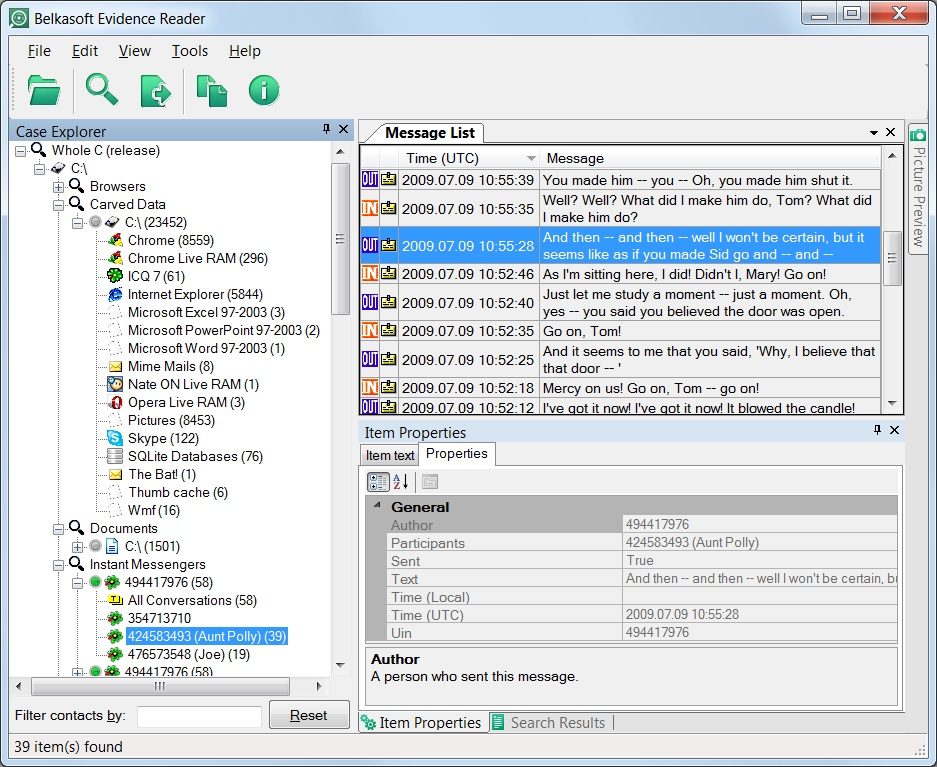 Belkasoft Evidence Reader
File Edit View Tools Help
Case Explorer
Whole C (release)
C:\
Browsers
Carved Data
C:\ (23452)
Chrome (8559)
Chrome Live RAM (296)
ICQ 7 (61)
Internet Explorer (5844)
Microsoft Excel 97-2003 (3)
Microsoft PowerPoint 97-2003 (2)
Microsoft Word 97-2003 (1)
Mime Mails (8)
Nate ON Live RAM (1)
Opera Live RAM (3)
Pictures (8453)
Skype (122)
SQLite Databases (76)
The Bat! (1)
Thumb cache (6)
Wmf (16)
Documents
C:\ (1501)
Instant Messengers
494417976 (58)
All Conversations (58)
354713710
424583493 (Aunt Polly) (39)
476573548 (Joe) (19)
494417976 (58)
Filter contacts by:
Reset
39 item(s) found
Message List
Time (UTC) Message
OUT 2009.07.09 10:55:39 You made him -- you -- Oh, you made him shut it.
IN 2009.07.09 10:55:35 Well? Well? What did I make him do, Tom? What did
I make him do?
OUT 2009.07.09 10:55:28 And then -- and then -- well I won't be certain, but it
seems like as if you made Sid go and -- and --
IN 2009.07.09 10:52:46 As I'm sitting here, I did! Didn't I, Mary! Go on!
OUT 2009.07.09 10:52:40 Just let me study a moment -- just a moment. Oh,
yes -- you said you believed the door was open.
IN 2009.07.09 10:52:35 Go on, Tom!
OUT 2009.07.09 10:52:25 And it seems to me that you said, 'Why, I believe that
that door -- '
IN 2009.07.09 10:52:18 Mercy on us! Go on, Tom -- go on!
OUT 2009.07.09 10:52:12 I've got it now! I've got it now! It blowed the candle!
Item Properties
Item text Properties
General
Author 494417976
Participants 424583493 (Aunt Polly)
Sent True
Text And then -- and then -- well I won't be certain, bu
Time (Local)
Time (UTC) 2009.07.09 10:55:28
Uin 494417976
Author
A person who sent this message.
Item Properties Search Results
Picture Preview